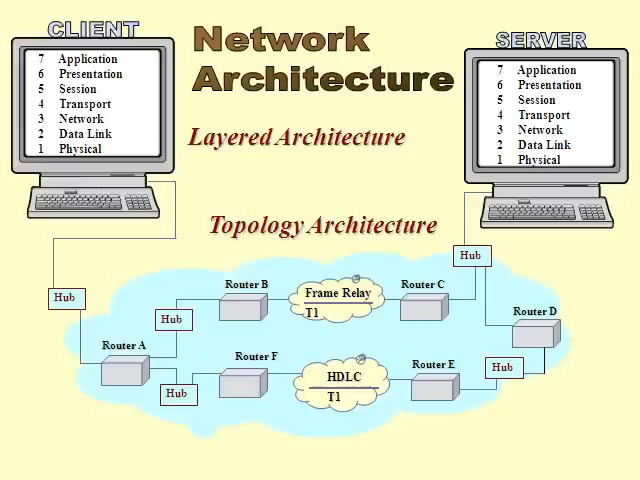 CLIENT
7 Application
6 Presentation
5 Session
4 Transport
3 Network
2 Data Link
1 Physical
Network
Architecture
SERVER
7 Application
6 Presentation
5 Session
4 Transport
3 Network
2 Data Link
1 Physical
Layered Architecture
Topology Architecture
Hub
Hub
Router B
Frame Relay
T1
Router C
Hub
Router D
Hub
Router A
Router F
HDLC
T1
Router E
Hub
Hub